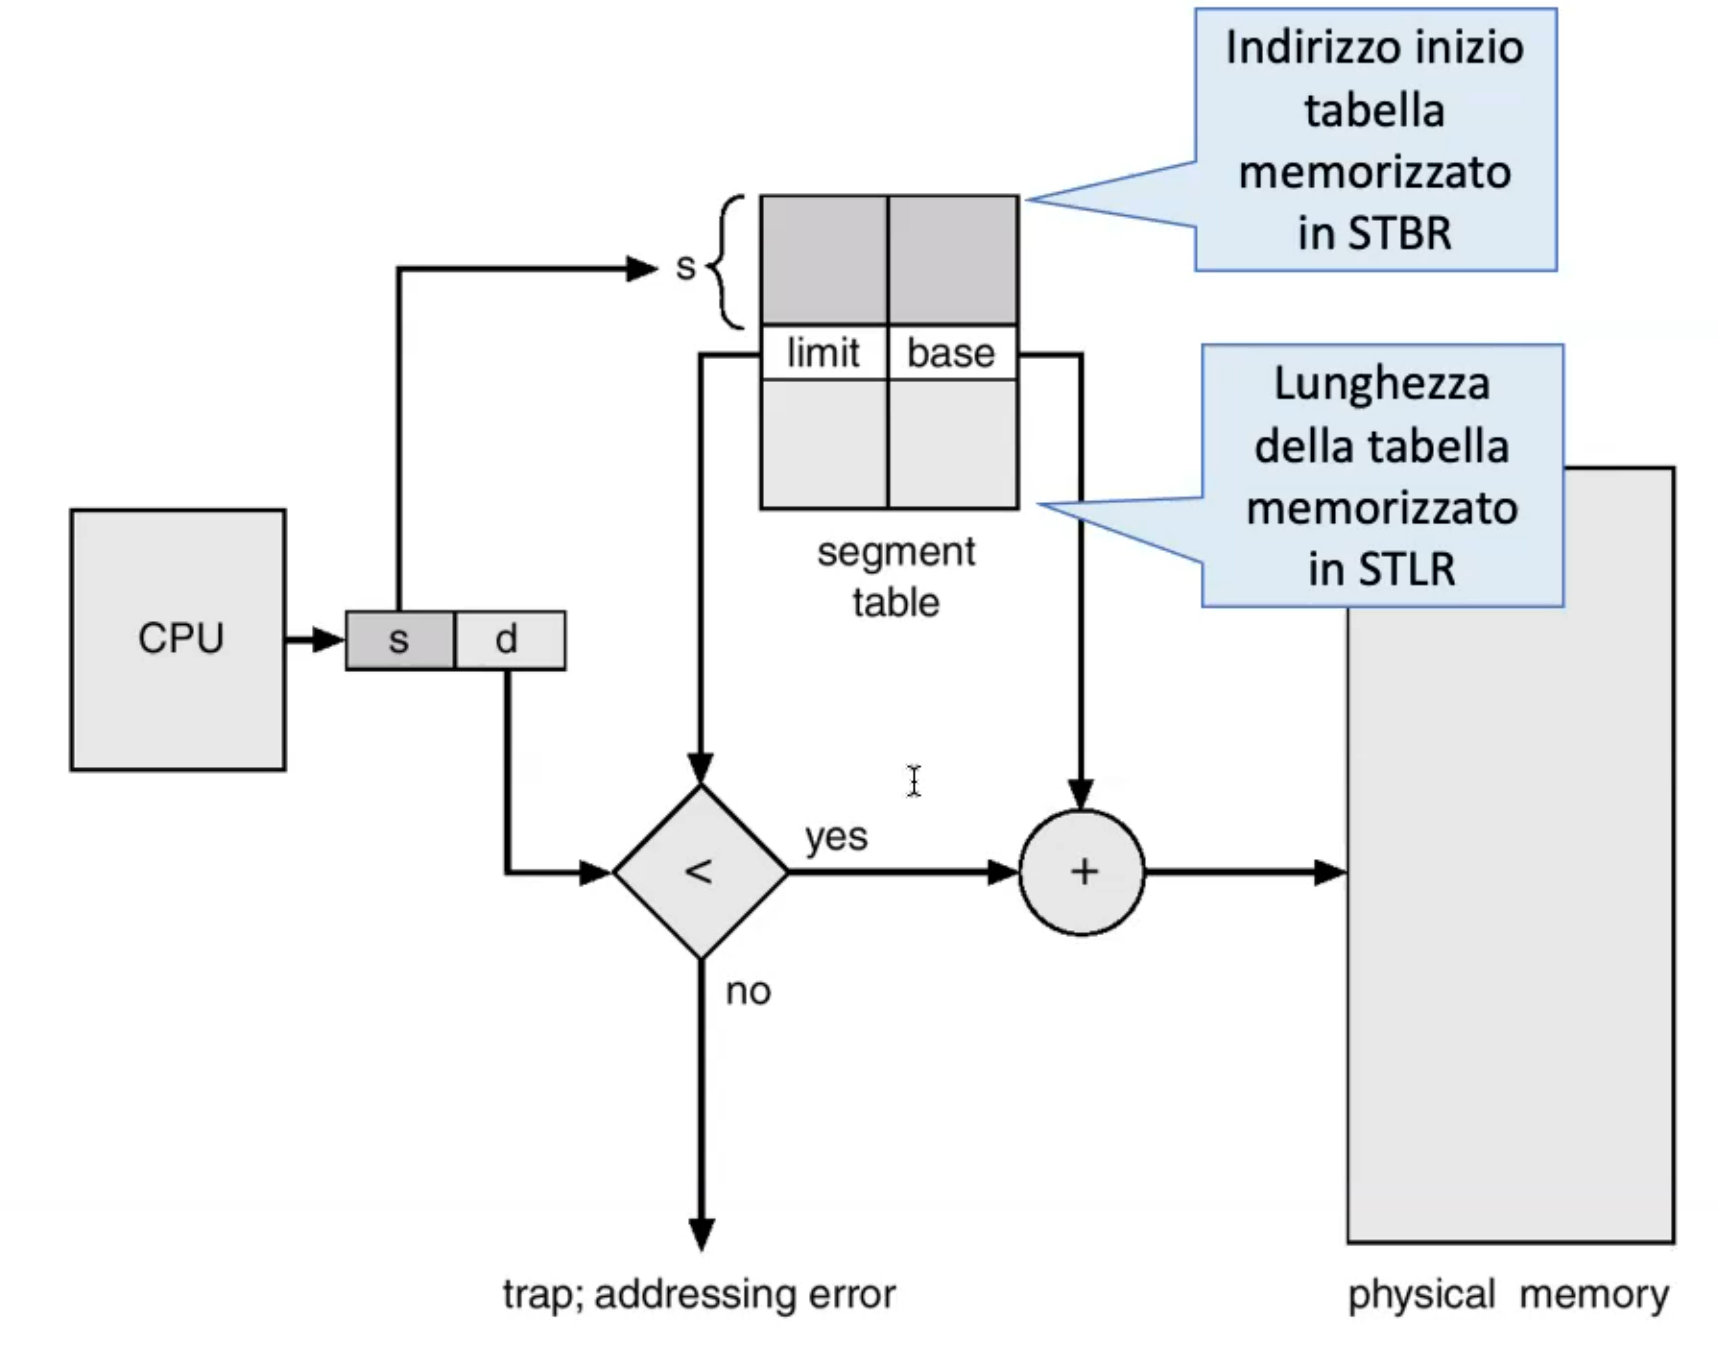 Indirizzo inizio
tabella
memorizzato
in STBR
s
limit
base
Lunghezza
della tabella
memorizzato
in STLR
segment
table
CPU
s
d
yes
<
+
no
trap; addressing error
physical memory